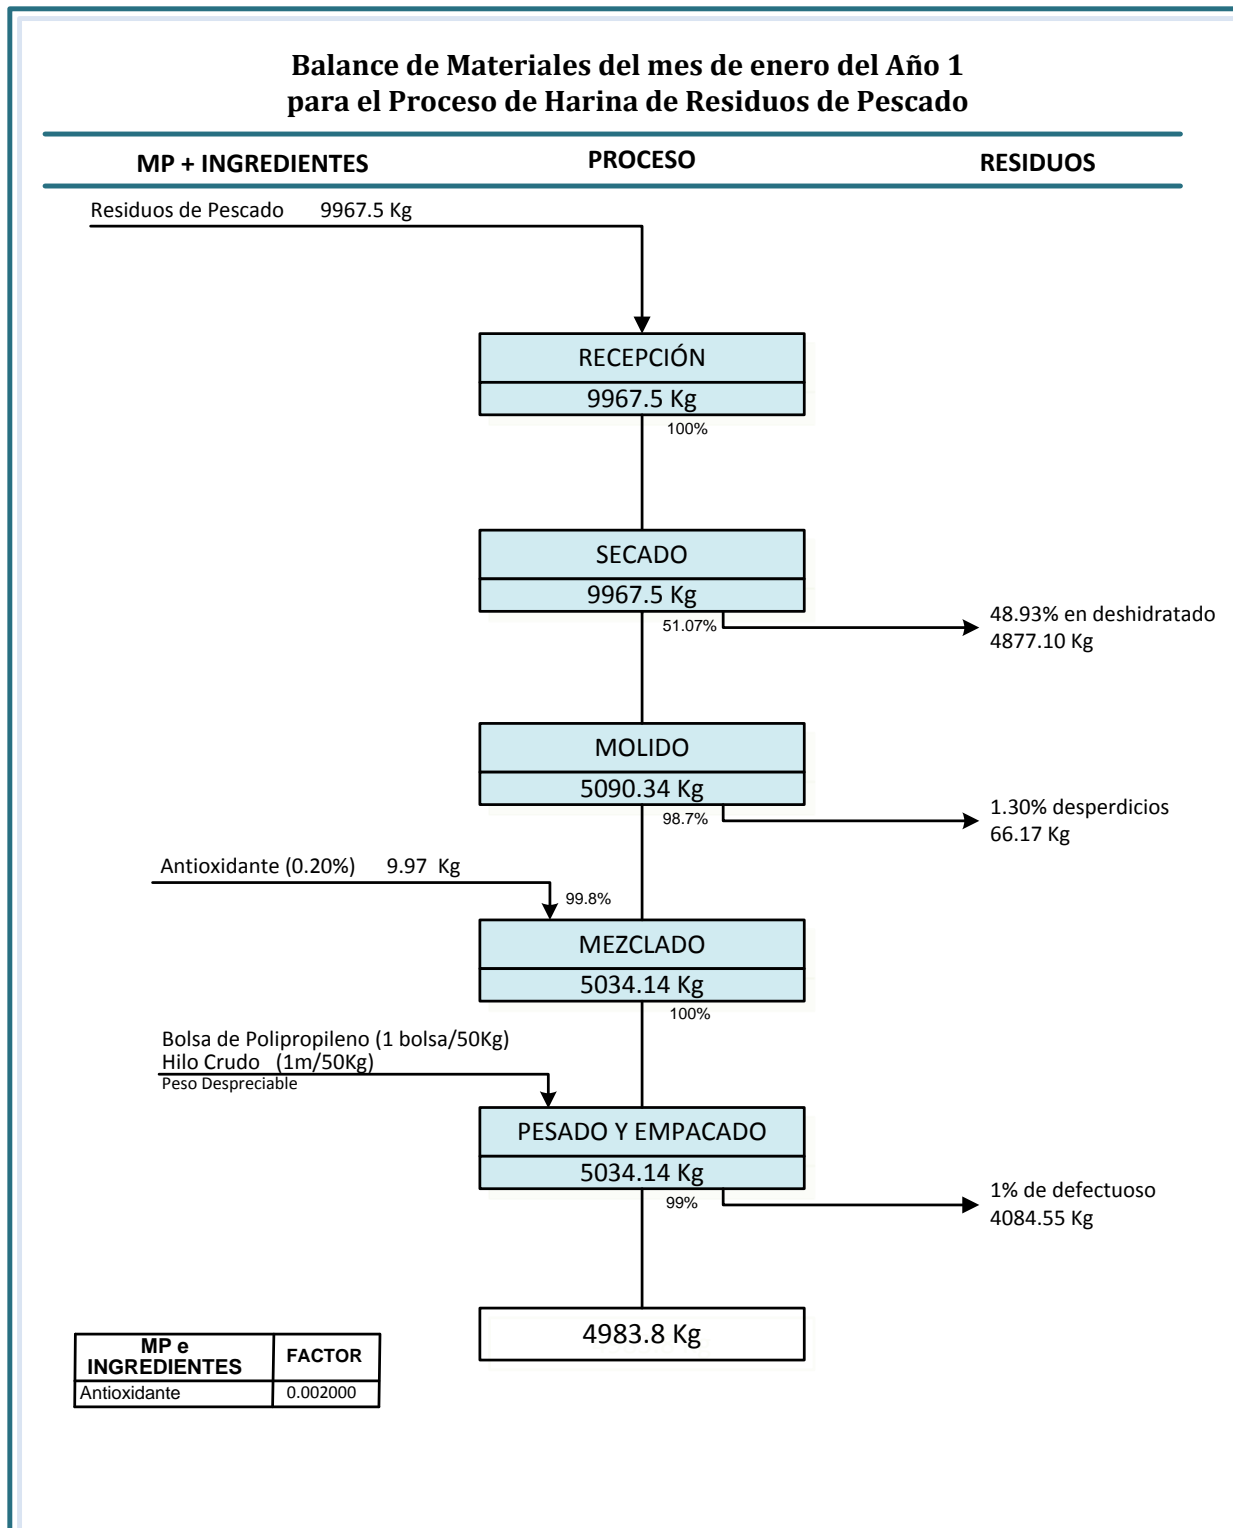 Balance de Materiales del mes de enero del Año 1
para el Proceso de Harina de Residuos de Pescado
MP + INGREDIENTES PROCESO RESIDUOS
Residuos de Pescado 9967.5 Kg
RECEPCIÓN
9967.5 Kg
100%
SECADO
9967.5 Kg
51.07%
48.93% en deshidratado
4877.10 Kg
MOLIDO
5090.34 Kg
98.7%
1.30% desperdicios
66.17 Kg
Antioxidante (0.20%) 9.97 Kg
99.8%
MEZCLADO
5034.14 Kg
100%
Bolsa de Polipropileno (1 bolsa/50Kg)
Hilo Crudo (1m/50Kg)
Peso Despreciable
PESADO Y EMPACADO
5034.14 Kg
99%
1% de defectuoso
4084.55 Kg
4983.8 Kg
MP e
INGREDIENTES FACTOR
Antioxidante 0.002000